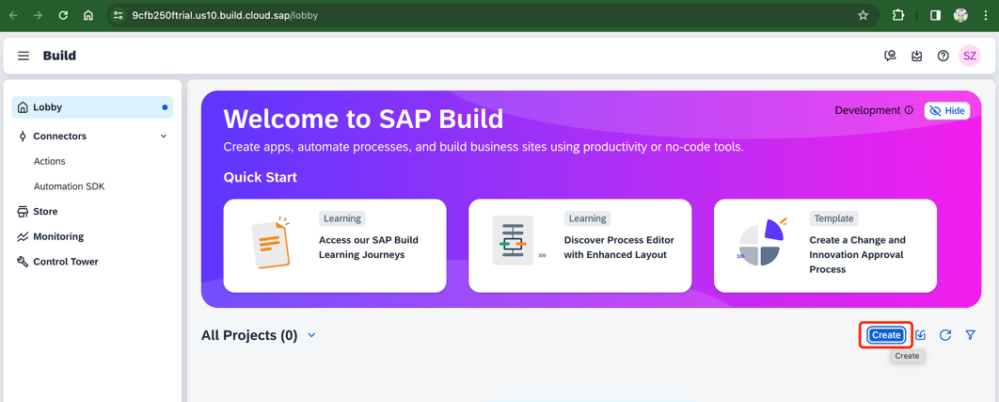 9cfb250ftrial.us10.build.cloud.sap/lobby
Build
SZ
Lobby
Connectors
Actions
Automation SDK
Store
Monitoring
Control Tower
Welcome to SAP Build
Development
Hide
Create apps, automate processes, and build business sites using productivity or no-code tools.
Quick Start
Learning
Access our SAP Build
Learning Journeys
Learning
Discover Process Editor
with Enhanced Layout
Template
Create a Change and
Innovation Approval
Process
All Projects (0)
Create
Create